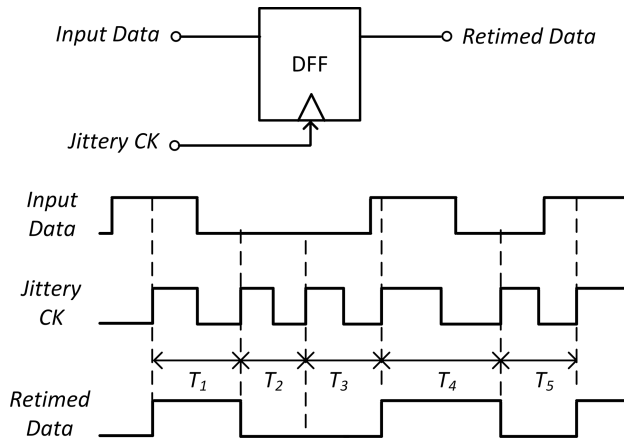 Input Data
DFF
Retimed Data
Jittery CK
Input
Data
Jittery
CK
T1 T2 T3 T4 T5
Retimed
Data